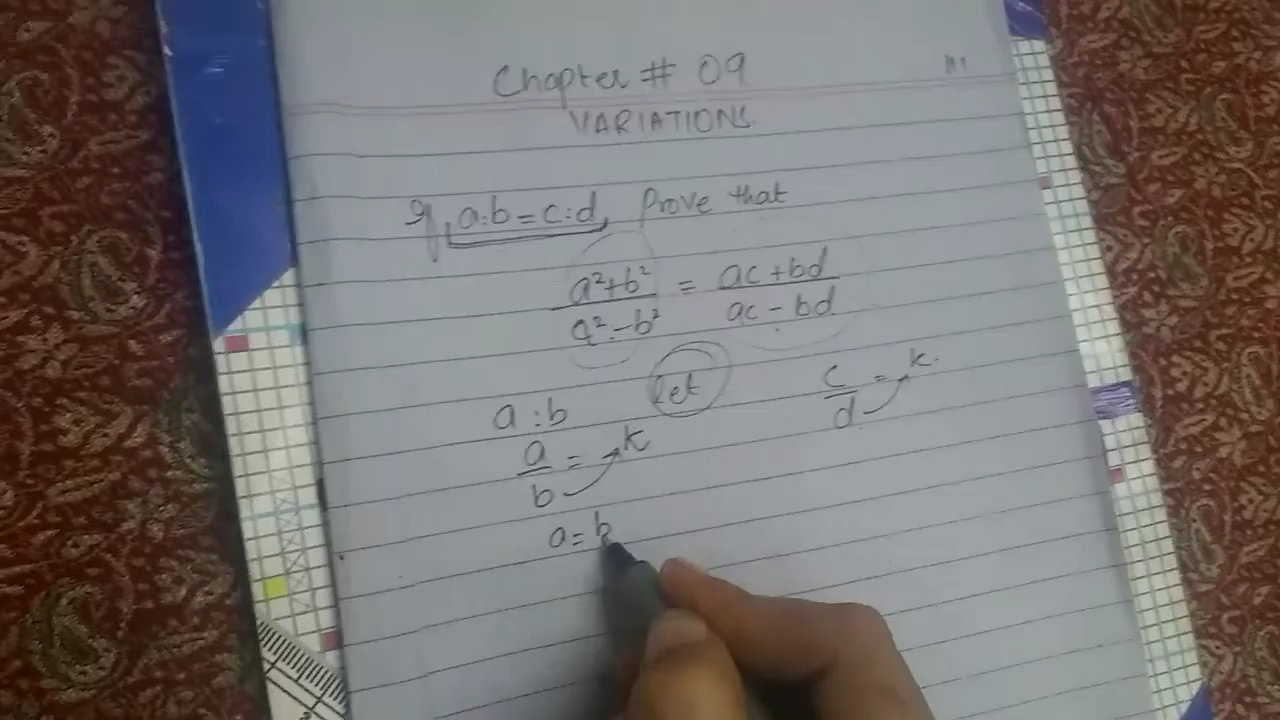 Chapter # 09
VARIATIONS
If, a:b = c:d, Prove that
a²+b² / a²-b² = ac+bd / ac-bd
a:b let c/d = k.
a/b = k
a = b